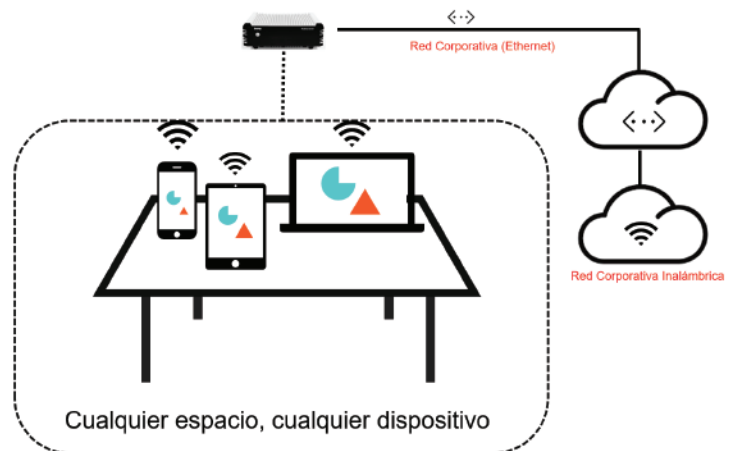 Red Corporativa (Ethernet)
Red Corporativa Inalámbrica
Cualquier espacio, cualquier dispositivo